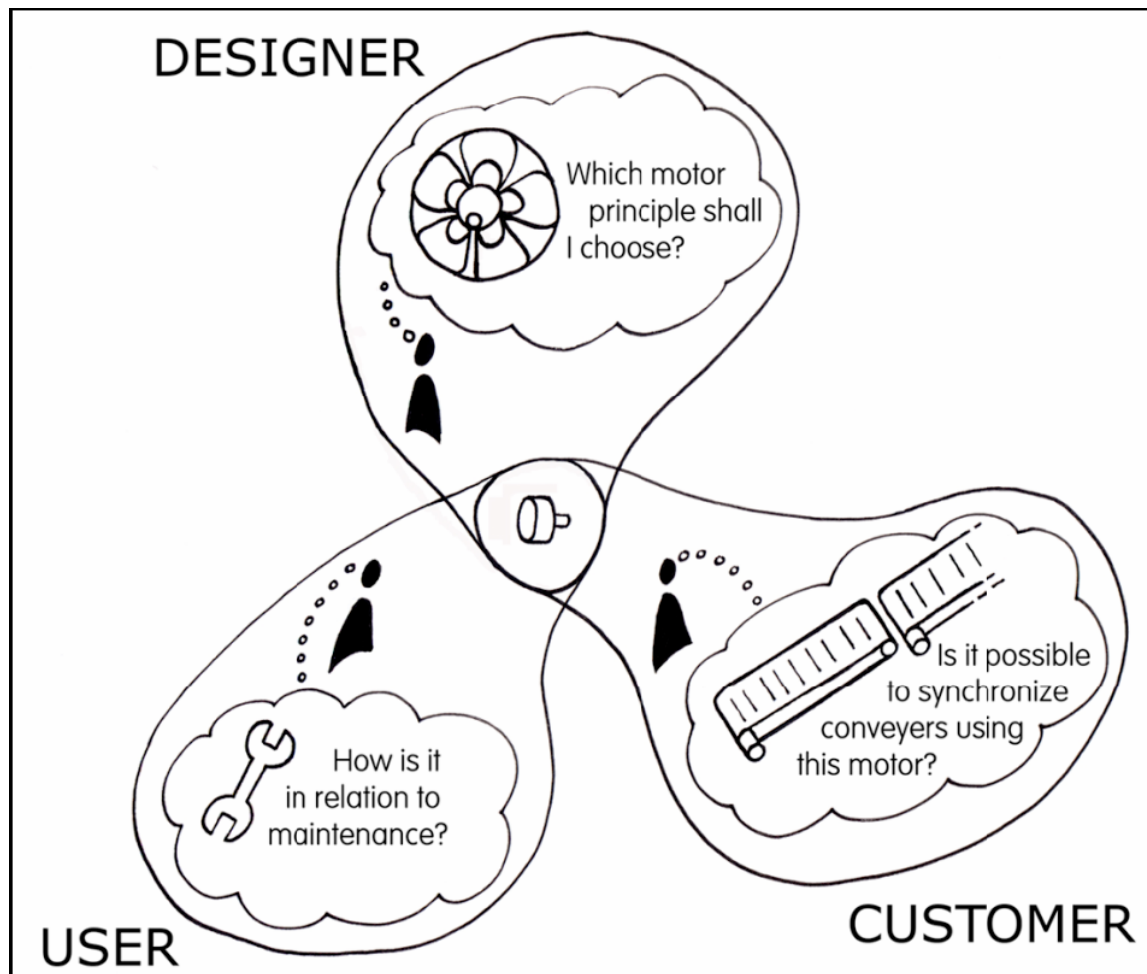 DESIGNER
Which motor
principle shall
I choose?
Is it possible
to synchronize
conveyers using
this motor?
How is it
in relation to
maintenance?
USER
CUSTOMER